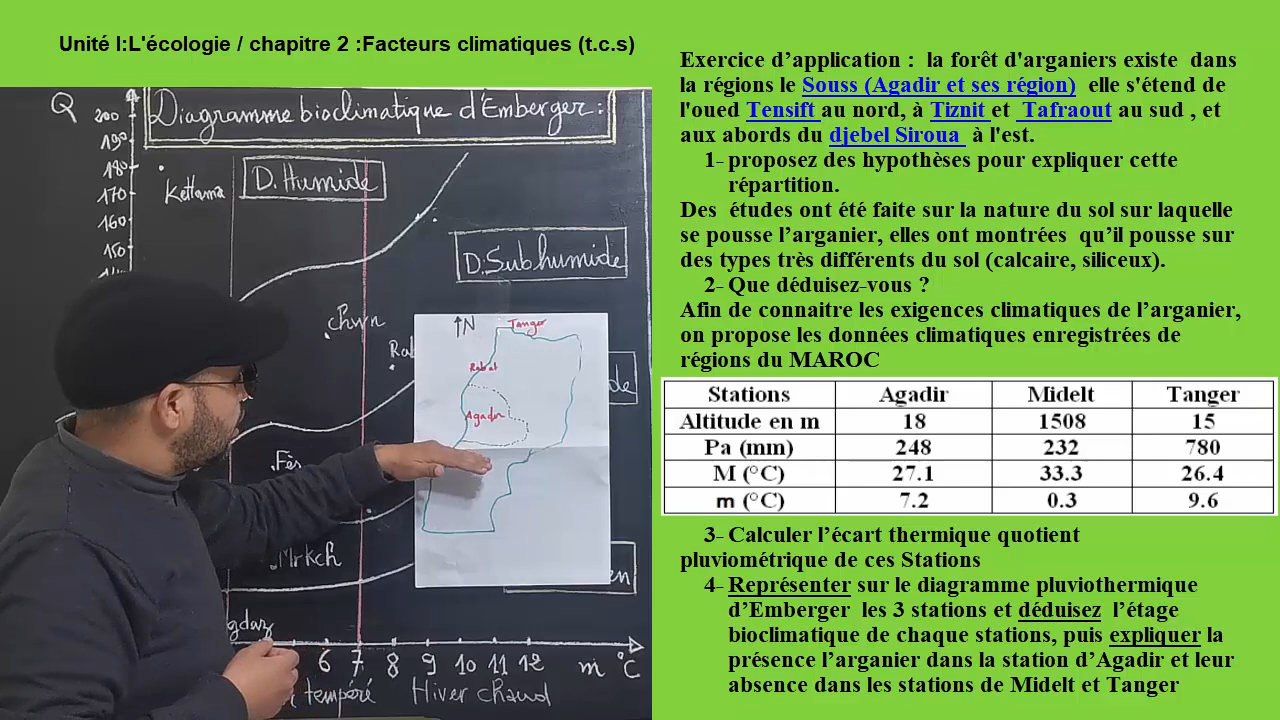 Unité I:L'écologie / chapitre 2 :Facteurs climatiques (t.c.s)
Q
200
190
180
170
160
150
Diagramme bioclimatique d'Emberger :
Kettama
D. Humide
D. Subhumide
chwn
Rab
de
Fès
Mrkch
en
gdaz
6 7 8 9 10 11 12 m °C
tempéré Hiver chaud
↑N
Tanger
Rabat
Agadir
Exercice d’application : la forêt d'arganiers existe dans
la régions le Souss (Agadir et ses région) elle s'étend de
l'oued Tensift au nord, à Tiznit et Tafraout au sud , et
aux abords du djebel Siroua à l'est.
1- proposez des hypothèses pour expliquer cette
répartition.
Des études ont été faite sur la nature du sol sur laquelle
se pousse l’arganier, elles ont montrées qu’il pousse sur
des types très différents du sol (calcaire, siliceux).
2- Que déduisez-vous ?
Afin de connaitre les exigences climatiques de l’arganier,
on propose les données climatiques enregistrées de
régions du MAROC
Stations Agadir Midelt Tanger
Altitude en m 18 1508 15
Pa (mm) 248 232 780
M (°C) 27.1 33.3 26.4
m (°C) 7.2 0.3 9.6
3- Calculer l’écart thermique quotient
pluviométrique de ces Stations
4- Représenter sur le diagramme pluviothermique
d’Emberger les 3 stations et déduisez l’étage
bioclimatique de chaque stations, puis expliquer la
présence l’arganier dans la station d’Agadir et leur
absence dans les stations de Midelt et Tanger